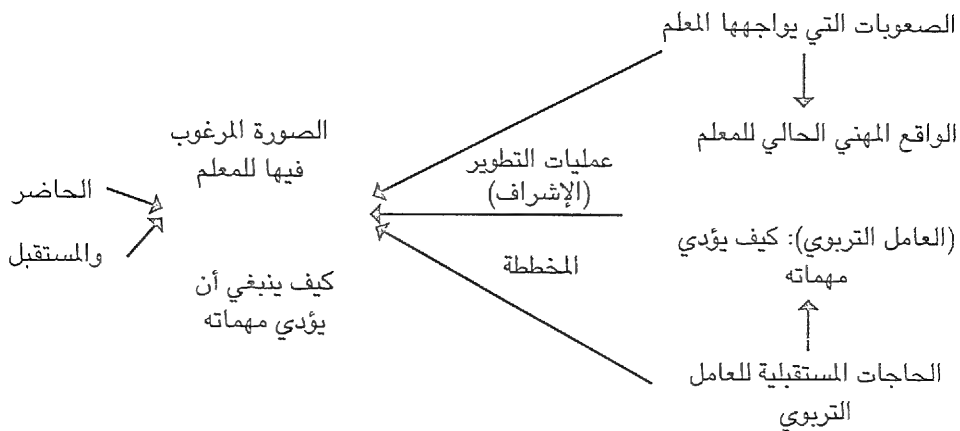 الصعوبات التي يواجهها المعلم
الواقع المهني الحالي للمعلم
(العامل التربوي): كيف يؤدي
مهماته
الحاجات المستقبلية للعامل
التربوي
عمليات التطوير
(الإشراف)
المخططة
الصورة المرغوب
فيها للمعلم
كيف ينبغي أن
يؤدي مهماته
الحاضر
والمستقبل